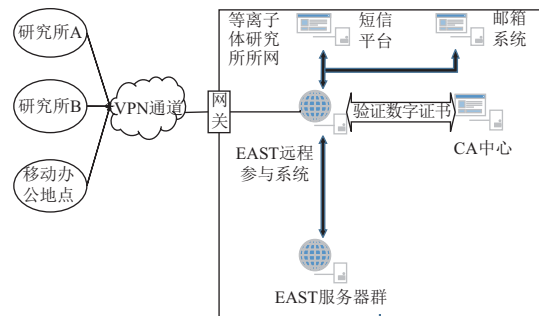 研究所A
研究所B
移动办
公地点
VPN通道
网
关
等离子
体研究
所所网
短信
平台
邮箱
系统
验证数字证书
EAST远程
参与系统
CA中心
EAST服务器群